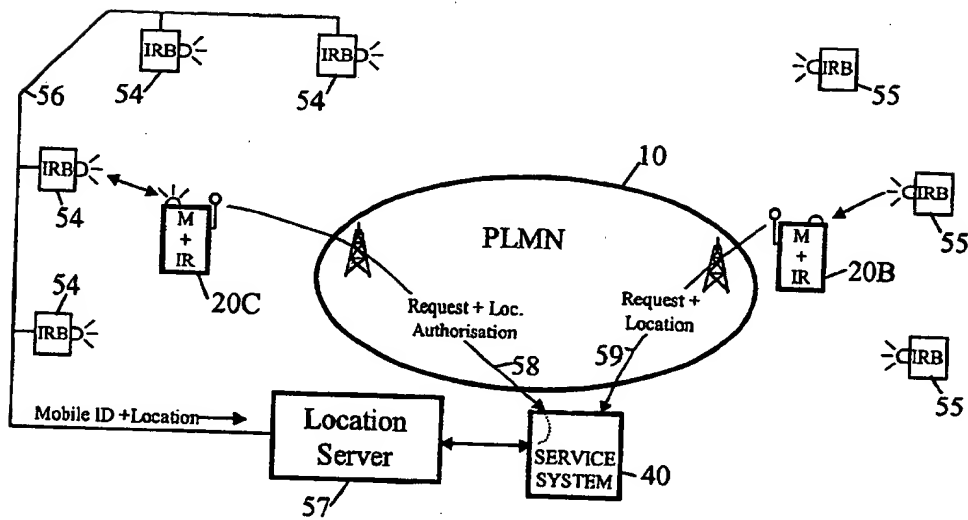 IRB
54
IRB
54
IRB
55
56
IRB
54
M
+
IR
20C
10
PLMN
IRB
55
M
+
IR
20B
Request + Loc.
Authorisation
58
Request +
Location
59
54
IRB
IRB
55
Mobile ID +Location
Location
Server
57
SERVICE
SYSTEM
40